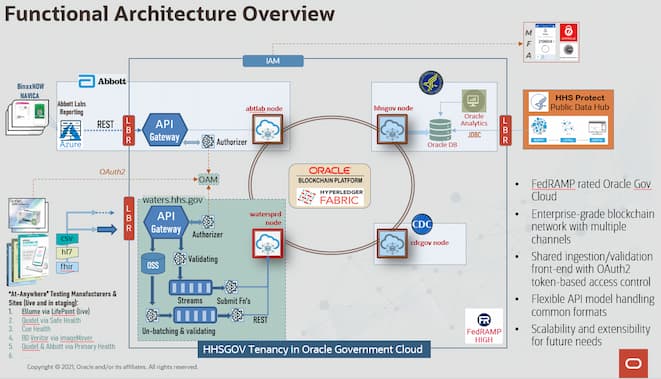 Functional Architecture Overview
IAM
M
F
A
BinaxNOW
NAVICA
Abbott
Abbott Labs
Reporting
REST
Azure
LBR
API
Gateway
Authorizer
abtlab node
hhsgov node
Oracle
Analytics
JDBC
Oracle DB
LBR
HHS Protect
Public Data Hub
OAuth2
OAM
ORACLE
BLOCKCHAIN PLATFORM
HYPERLEDGER
FABRIC
waters.hhs.gov
LBR
API
Gateway
Authorizer
watersprd
node
CDC
cdcgov node
CSV
hl7
fhir
OSS
Validating
Streams
Submit Fn's
REST
Un-batching & validating
"At-Anywhere" Testing Manufacturers &
Sites (live and in staging):
1. Ellume via LifePoint (live)
2. Quidel via Safe Health
3. Cue Health
4. BD Veritor via ImageMover
5. Quidel & Abbott via Primary Health
6.
FedRAMP
HIGH
HHSGOV Tenancy in Oracle Government Cloud
• FedRAMP rated Oracle Gov
Cloud
• Enterprise-grade blockchain
network with multiple
channels
• Shared ingestion/validation
front-end with OAuth2
token-based access control
• Flexible API model handling
common formats
• Scalability and extensibility
for future needs
Copyright © 2021, Oracle and/or its affiliates. All rights reserved.